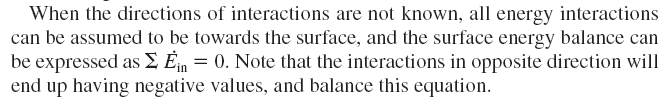 When the directions of interactions are not known, all energy interactions
can be assumed to be towards the surface, and the surface energy balance can
be expressed as Σ Ė_in = 0. Note that the interactions in opposite direction will
end up having negative values, and balance this equation.